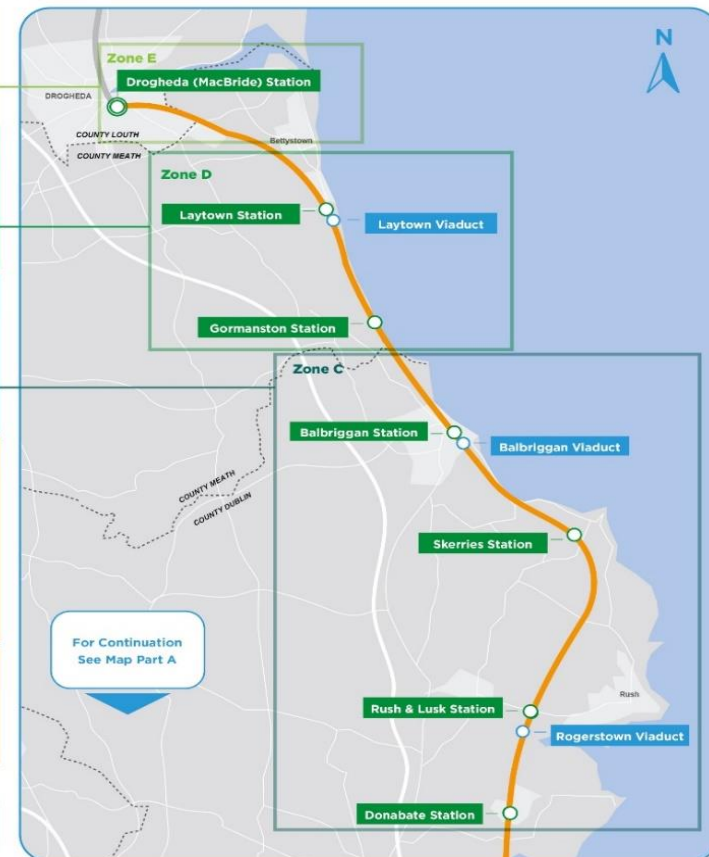 N
Zone E
Drogheda (MacBride) Station
DROGHEDA
COUNTY LOUTH
COUNTY MEATH
Bettystown
Zone D
Laytown Station
Laytown Viaduct
Gormanston Station
Zone C
Balbriggan Station
Balbriggan Viaduct
COUNTY MEATH
COUNTY DUBLIN
Skerries Station
For Continuation
See Map Part A
Rush & Lusk Station
Rush
Rogerstown Viaduct
Donabate Station